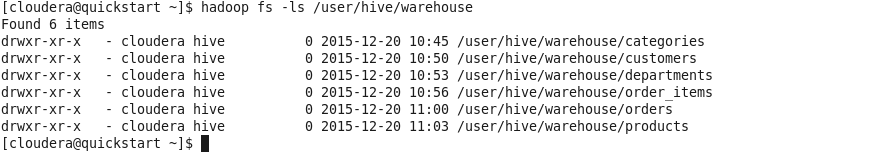 [cloudera@quickstart ~]$ hadoop fs -ls /user/hive/warehouse
Found 6 items
drwxr-xr-x   - cloudera hive          0 2015-12-20 10:45 /user/hive/warehouse/categories
drwxr-xr-x   - cloudera hive          0 2015-12-20 10:50 /user/hive/warehouse/customers
drwxr-xr-x   - cloudera hive          0 2015-12-20 10:53 /user/hive/warehouse/departments
drwxr-xr-x   - cloudera hive          0 2015-12-20 10:56 /user/hive/warehouse/order_items
drwxr-xr-x   - cloudera hive          0 2015-12-20 11:00 /user/hive/warehouse/orders
drwxr-xr-x   - cloudera hive          0 2015-12-20 11:03 /user/hive/warehouse/products
[cloudera@quickstart ~]$